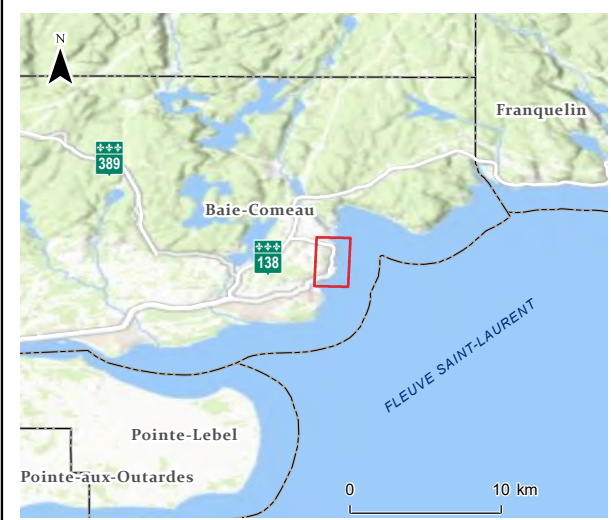 N
Franquelin
389
Baie-Comeau
138
FLEUVE SAINT-LAURENT
Pointe-Lebel
Pointe-aux-Outardes
0 10 km